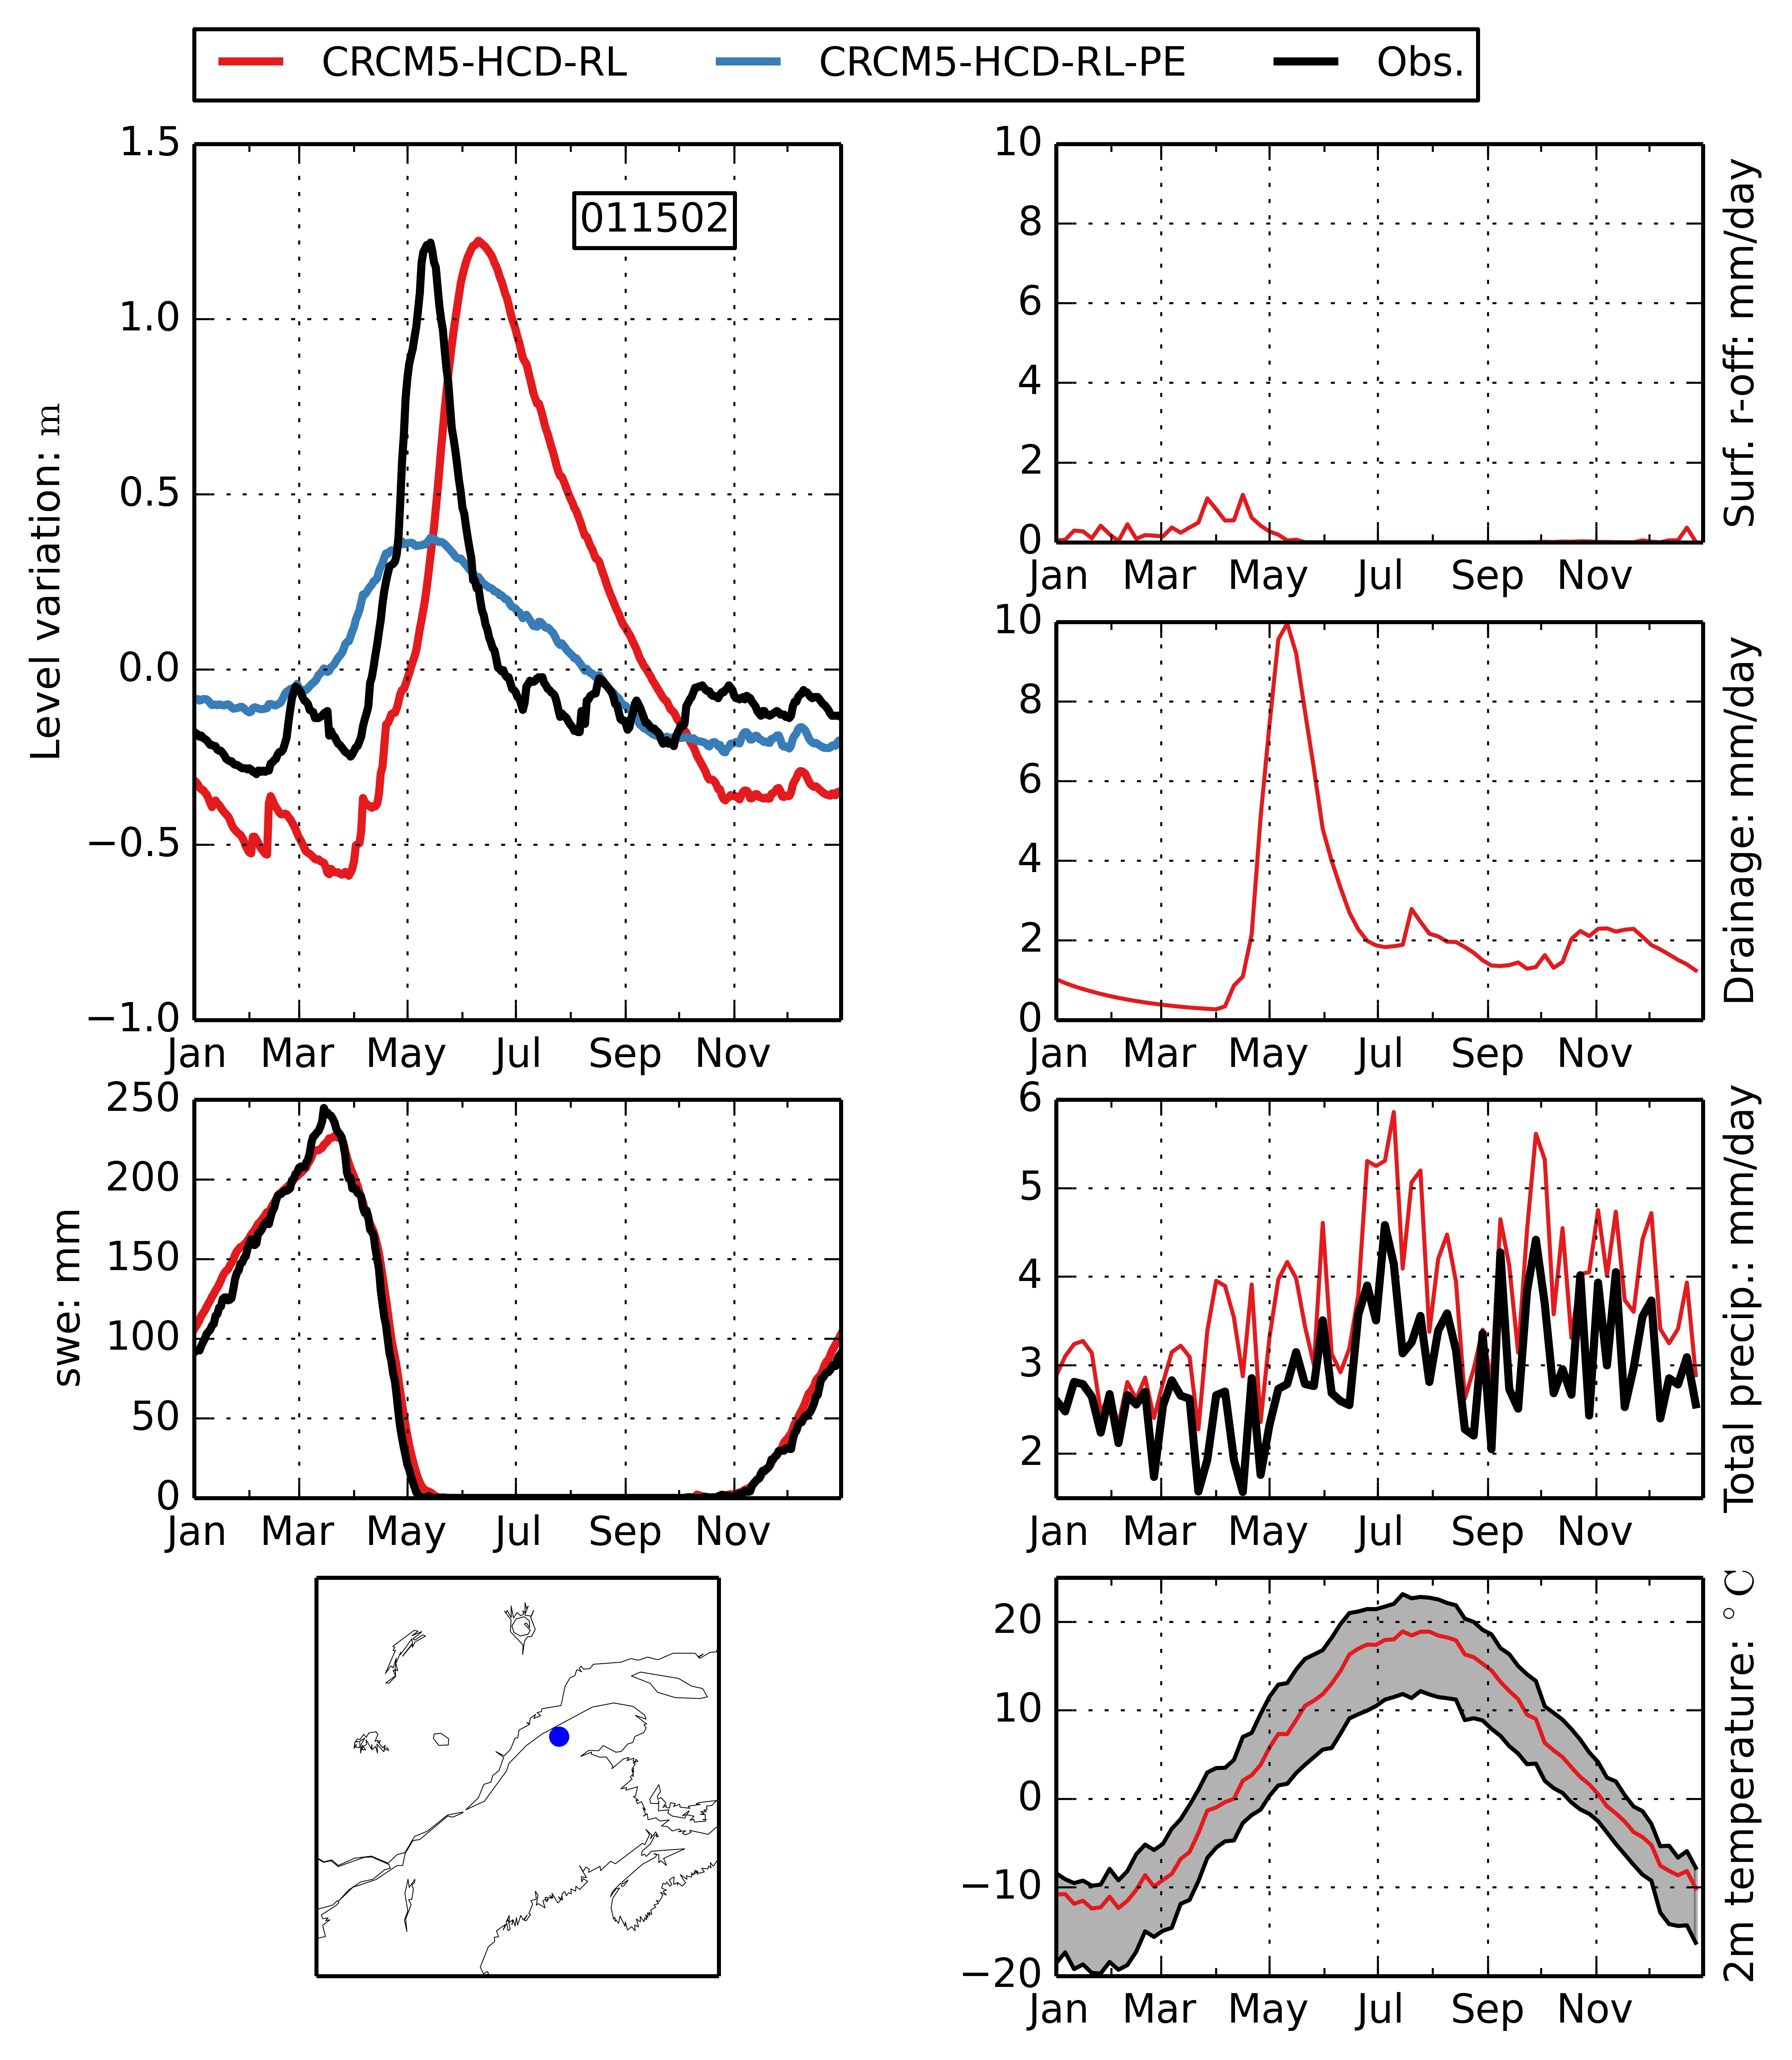 CRCM5-HCD-RL CRCM5-HCD-RL-PE Obs.
Level variation: m
1.5
1.0
0.5
0.0
−0.5
−1.0
011502
Jan Mar May Jul Sep Nov
Surf. r-off: mm/day
10
8
6
4
2
0
Jan Mar May Jul Sep Nov
Drainage: mm/day
10
8
6
4
2
0
Jan Mar May Jul Sep Nov
swe: mm
250
200
150
100
50
0
Jan Mar May Jul Sep Nov
Total precip.: mm/day
6
5
4
3
2
Jan Mar May Jul Sep Nov
2m temperature: °C
20
10
0
−10
−20
Jan Mar May Jul Sep Nov